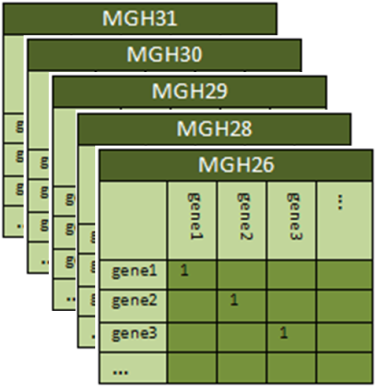 MGH31
MGH30
MGH29
MGH28
MGH26
gene1 gene2 gene3 ...
gene1 1
gene2 1
gene3 1
...